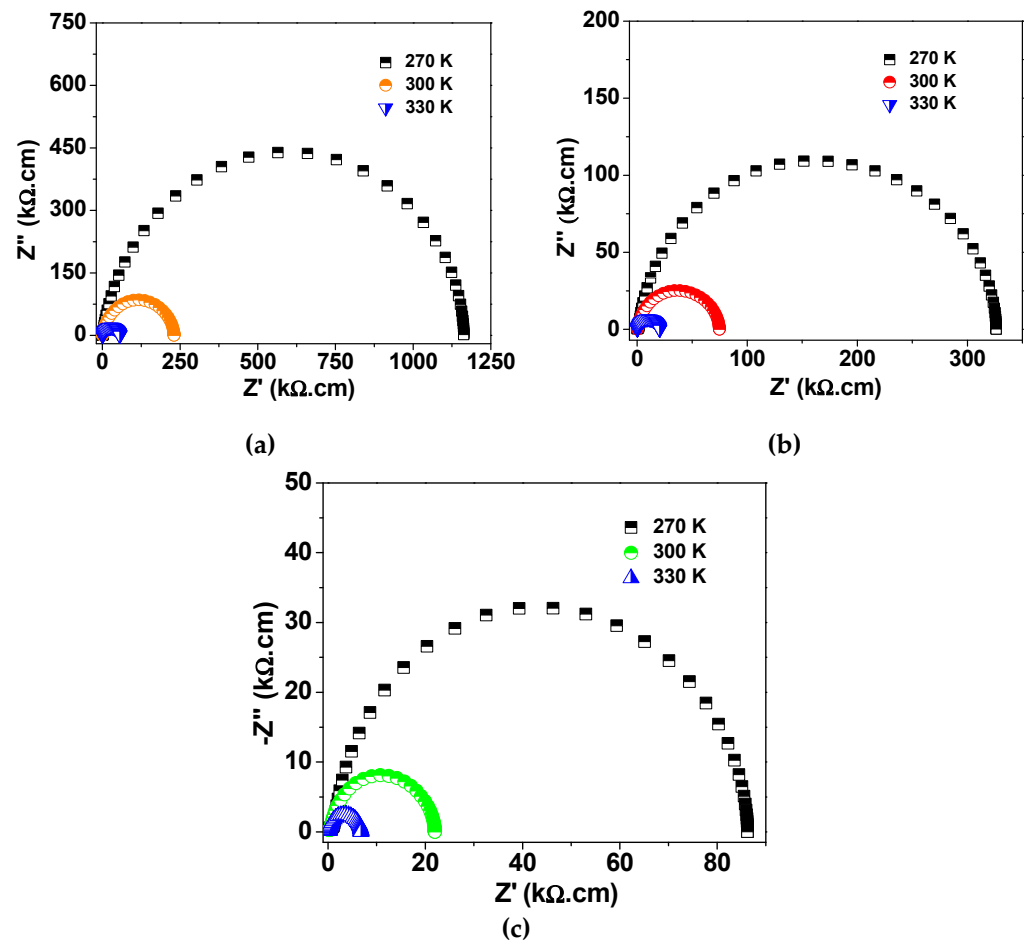 750
600
450
300
150
0
Z'' (kΩ.cm)
0 250 500 750 1000 1250
Z' (kΩ.cm)
270 K
300 K
330 K
(a)
200
150
100
50
0
Z'' (kΩ.cm)
0 100 200 300
Z' (kΩ.cm)
270 K
300 K
330 K
(b)
50
40
30
20
10
0
-Z'' (kΩ.cm)
0 20 40 60 80
Z' (kΩ.cm)
270 K
300 K
330 K
(c)